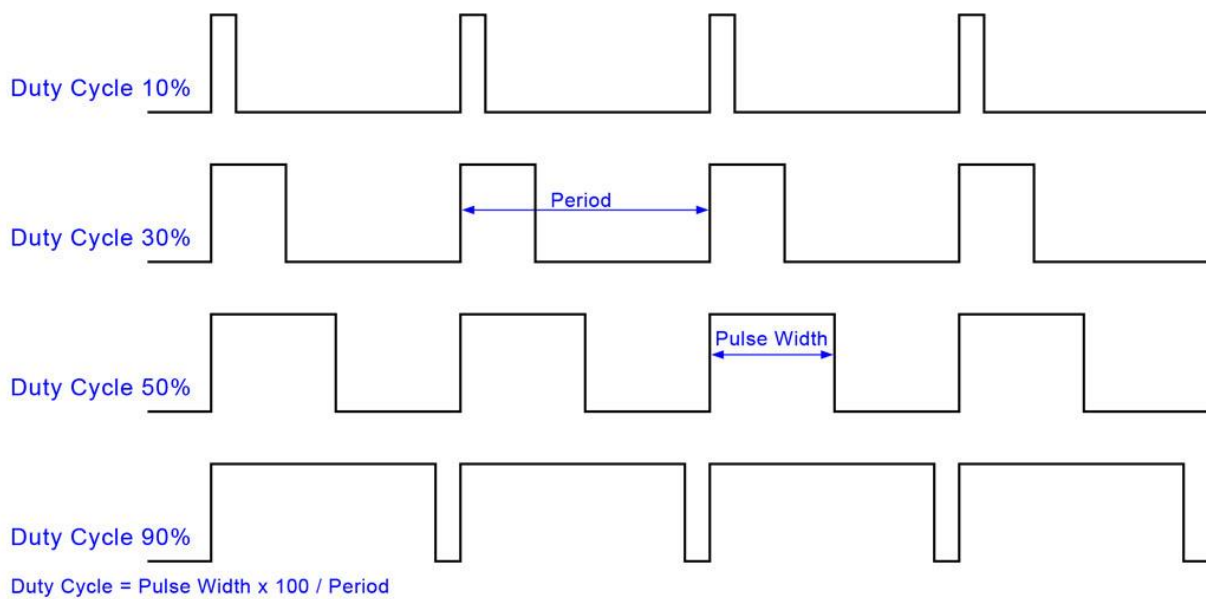 Duty Cycle 10%
Period
Duty Cycle 30%
Pulse Width
Duty Cycle 50%
Duty Cycle 90%
Duty Cycle = Pulse Width x 100 / Period